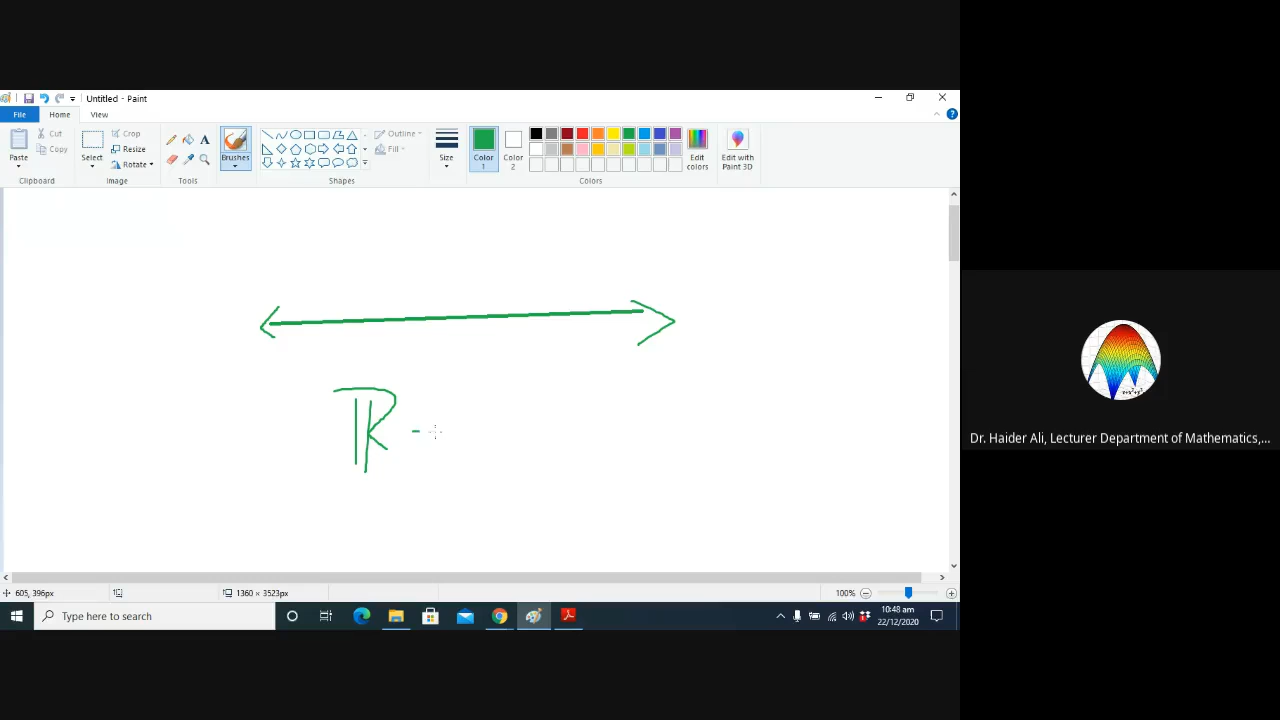 Untitled - Paint
File Home View
Paste
Cut
Copy
Clipboard
Select
Crop
Resize
Rotate
Image
Tools
Brushes
Shapes
Outline
Fill
Size
Color 1
Color 2
Edit colors
Edit with Paint 3D
Colors
ℝ -
605, 396px
1360 × 3523px
100%
Type here to search
10:48 am
22/12/2020
Dr. Haider Ali, Lecturer Department of Mathematics,...